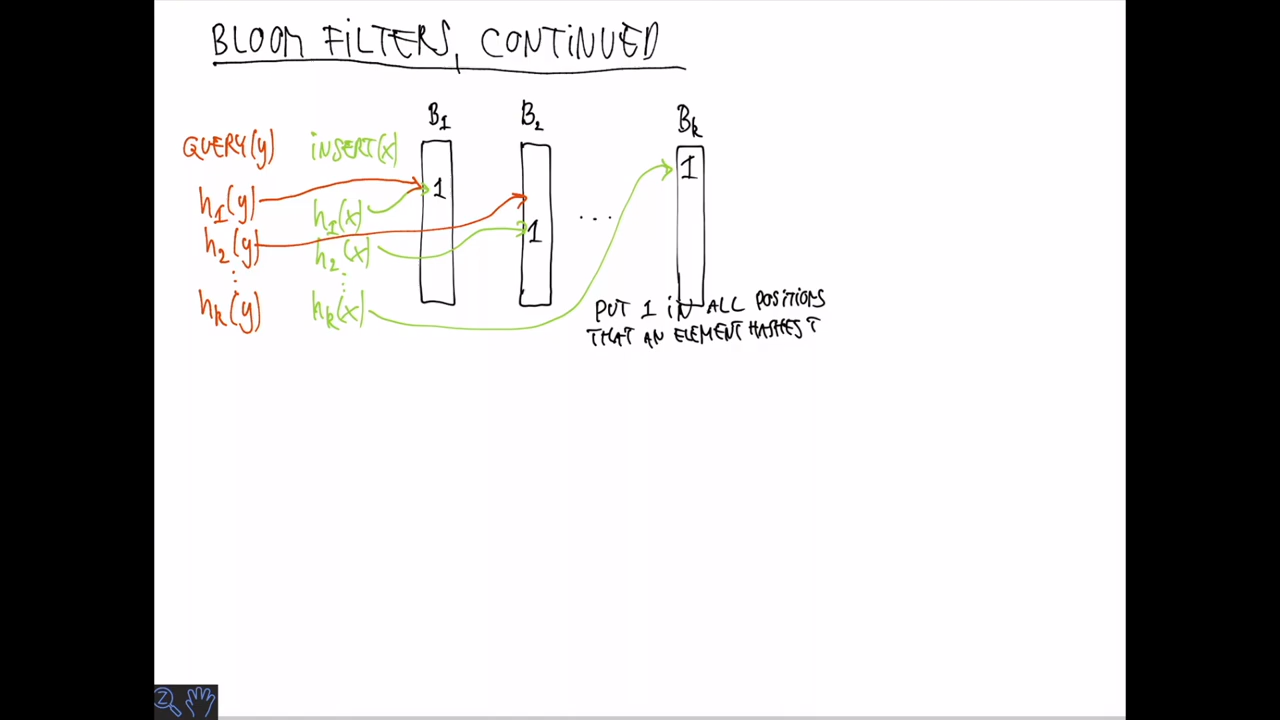 BLOOM FILTERS, CONTINUED
B1 B2 Bk
QUERY(y) INSERT(x)
h1(y) h1(x) 1 1
h2(y) h2(x) 1 ...
⋮ ⋮
hk(y) hk(x)
PUT 1 IN ALL POSITIONS
THAT AN ELEMENT HASHES T